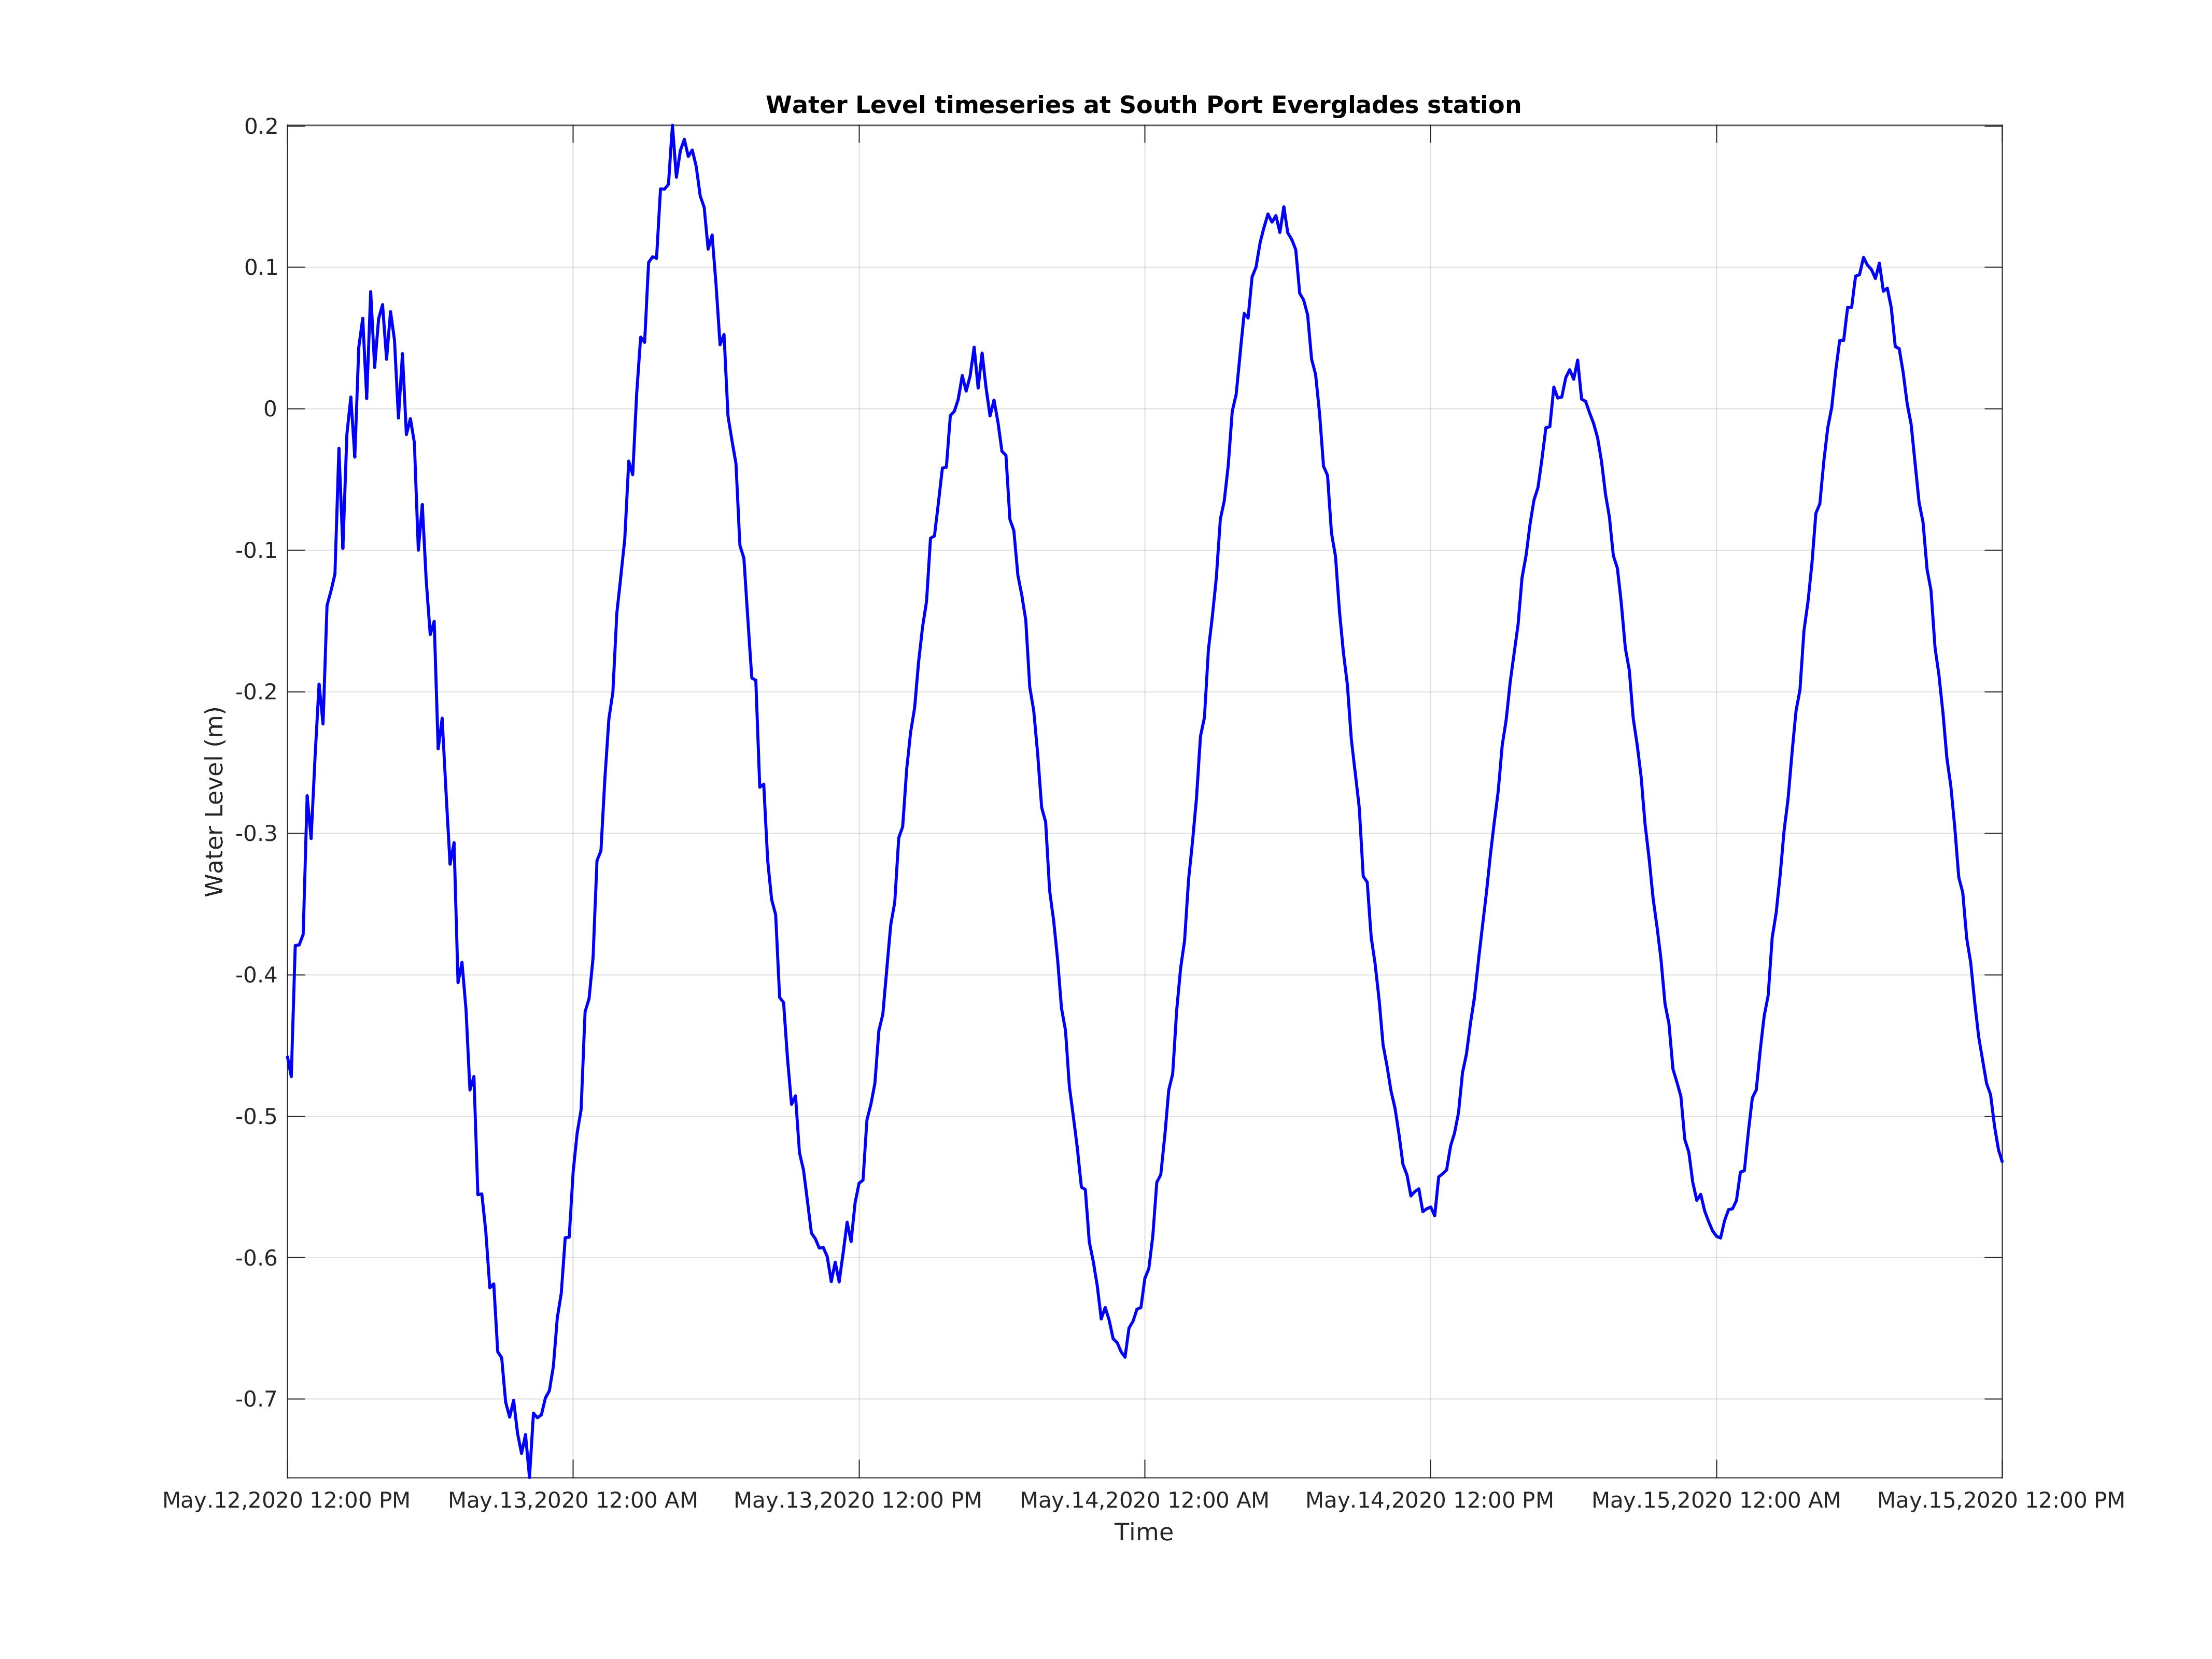 Water Level timeseries at South Port Everglades station
0.2
0.1
0
-0.1
-0.2
-0.3
-0.4
-0.5
-0.6
-0.7
Water Level (m)
May.12,2020 12:00 PM May.13,2020 12:00 AM May.13,2020 12:00 PM May.14,2020 12:00 AM May.14,2020 12:00 PM May.15,2020 12:00 AM May.15,2020 12:00 PM
Time